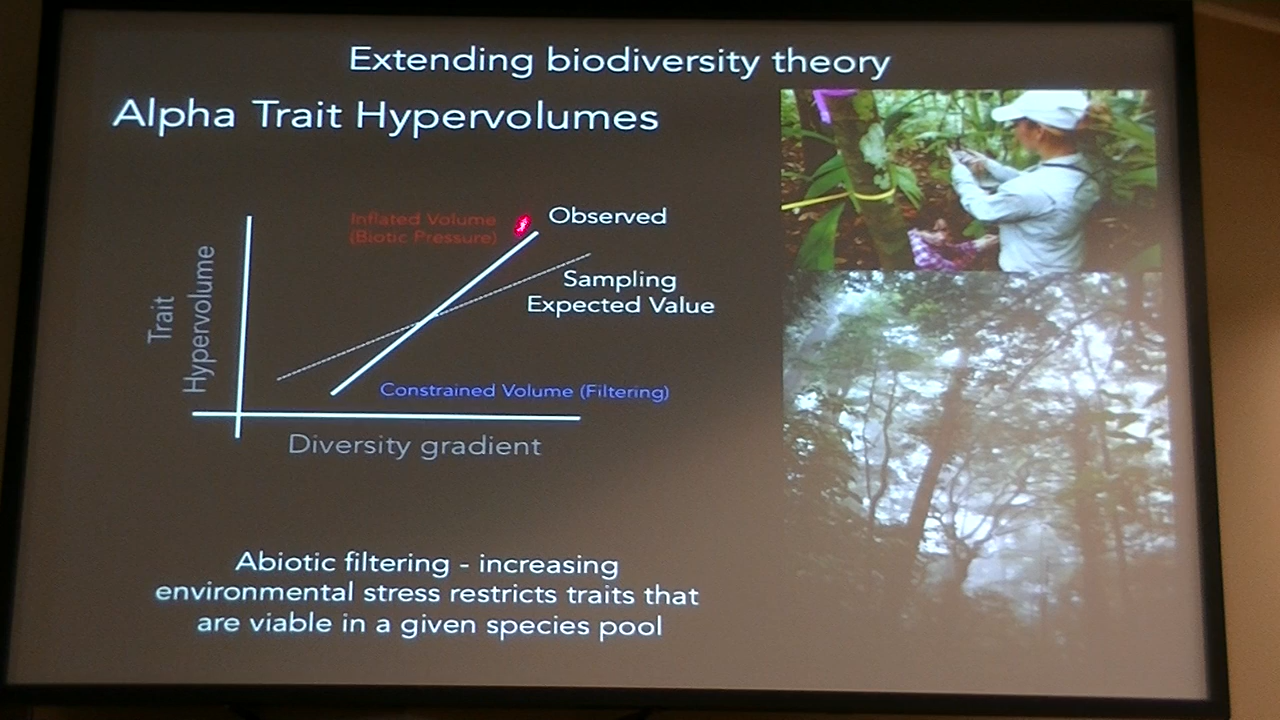 Extending biodiversity theory
Alpha Trait Hypervolumes
Inflated Volume
(Biotic Pressure)
Observed
Sampling
Expected Value
Trait
Hypervolume
Constrained Volume (Filtering)
Diversity gradient
Abiotic filtering - increasing
environmental stress restricts traits that
are viable in a given species pool